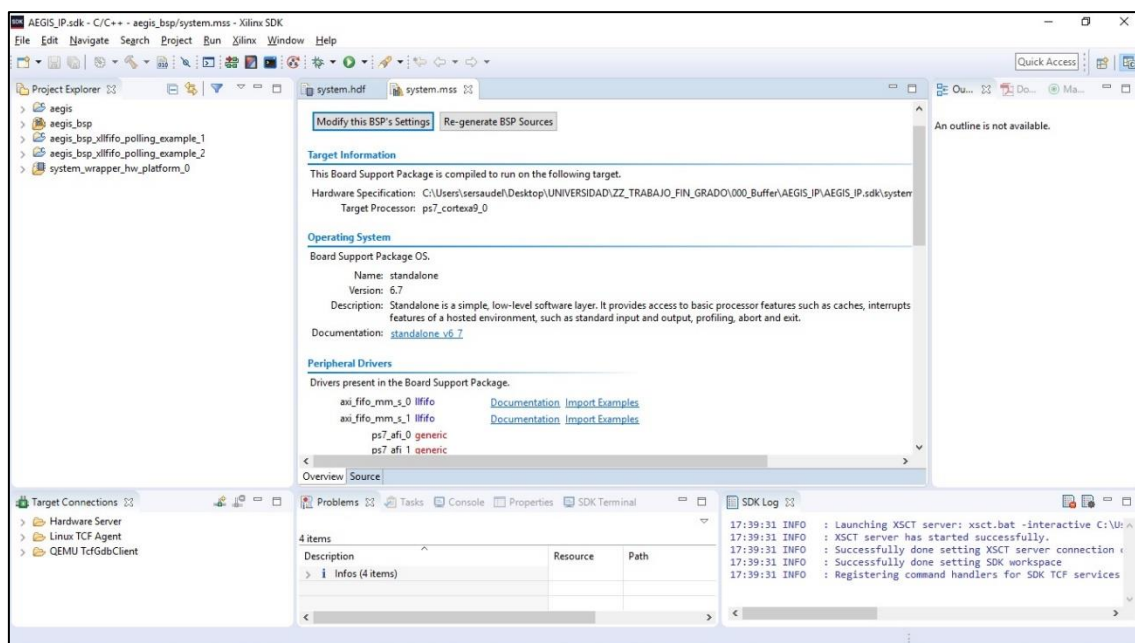 AEGIS_IP.sdk - C/C++ - aegis_bsp/system.mss - Xilinx SDK
File Edit Navigate Search Project Run Xilinx Window Help
Quick Access
Project Explorer
aegis
aegis_bsp
aegis_bsp_xllfifo_polling_example_1
aegis_bsp_xllfifo_polling_example_2
system_wrapper_hw_platform_0
system.hdf system.mss
Modify this BSP's Settings Re-generate BSP Sources
Target Information
This Board Support Package is compiled to run on the following target.
Hardware Specification: C:\Users\sersaudel\Desktop\UNIVERSIDAD\ZZ_TRABAJO_FIN_GRADO\000_Buffer\AEGIS_IP\AEGIS_IP.sdk\system
Target Processor: ps7_cortexa9_0
Operating System
Board Support Package OS.
Name: standalone
Version: 6.7
Description: Standalone is a simple, low-level software layer. It provides access to basic processor features such as caches, interrupts
features of a hosted environment, such as standard input and output, profiling, abort and exit.
Documentation: standalone_v6_7
Peripheral Drivers
Drivers present in the Board Support Package.
axi_fifo_mm_s_0 llfifo Documentation Import Examples
axi_fifo_mm_s_1 llfifo Documentation Import Examples
ps7_afi_0 generic
ps7_afi_1 generic
Overview Source
Ou... Do... Ma...
An outline is not available.
Target Connections
Hardware Server
Linux TCF Agent
QEMU TcfGdbClient
Problems Tasks Console Properties SDK Terminal
4 items
Description Resource Path
Infos (4 items)
SDK Log
17:39:31 INFO : Launching XSCT server: xsct.bat -interactive C:\Us
17:39:31 INFO : XSCT server has started successfully.
17:39:31 INFO : Successfully done setting XSCT server connection
17:39:31 INFO : Successfully done setting SDK workspace
17:39:31 INFO : Registering command handlers for SDK TCF services